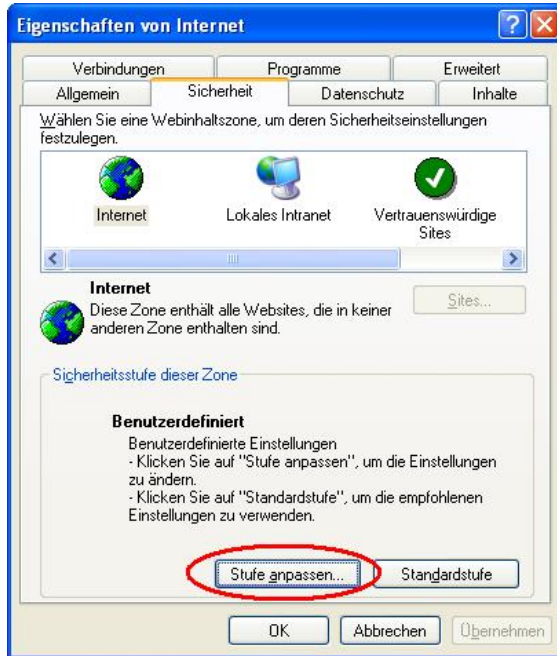 Eigenschaften von Internet
Verbindungen
Programme
Erweitert
Allgemein
Sicherheit
Datenschutz
Inhalte
Wählen Sie eine Webinhaltszone, um deren Sicherheitseinstellungen
festzulegen.
Internet
Lokales Intranet
Vertrauenswürdige
Sites
Internet
Diese Zone enthält alle Websites, die in keiner
anderen Zone enthalten sind.
Sites...
Sicherheitsstufe dieser Zone
Benutzerdefiniert
Benutzerdefinierte Einstellungen
- Klicken Sie auf "Stufe anpassen", um die Einstellungen
zu ändern.
- Klicken Sie auf "Standardstufe", um die empfohlenen
Einstellungen zu verwenden.
Stufe anpassen...
Standardstufe
OK
Abbrechen
Übernehmen